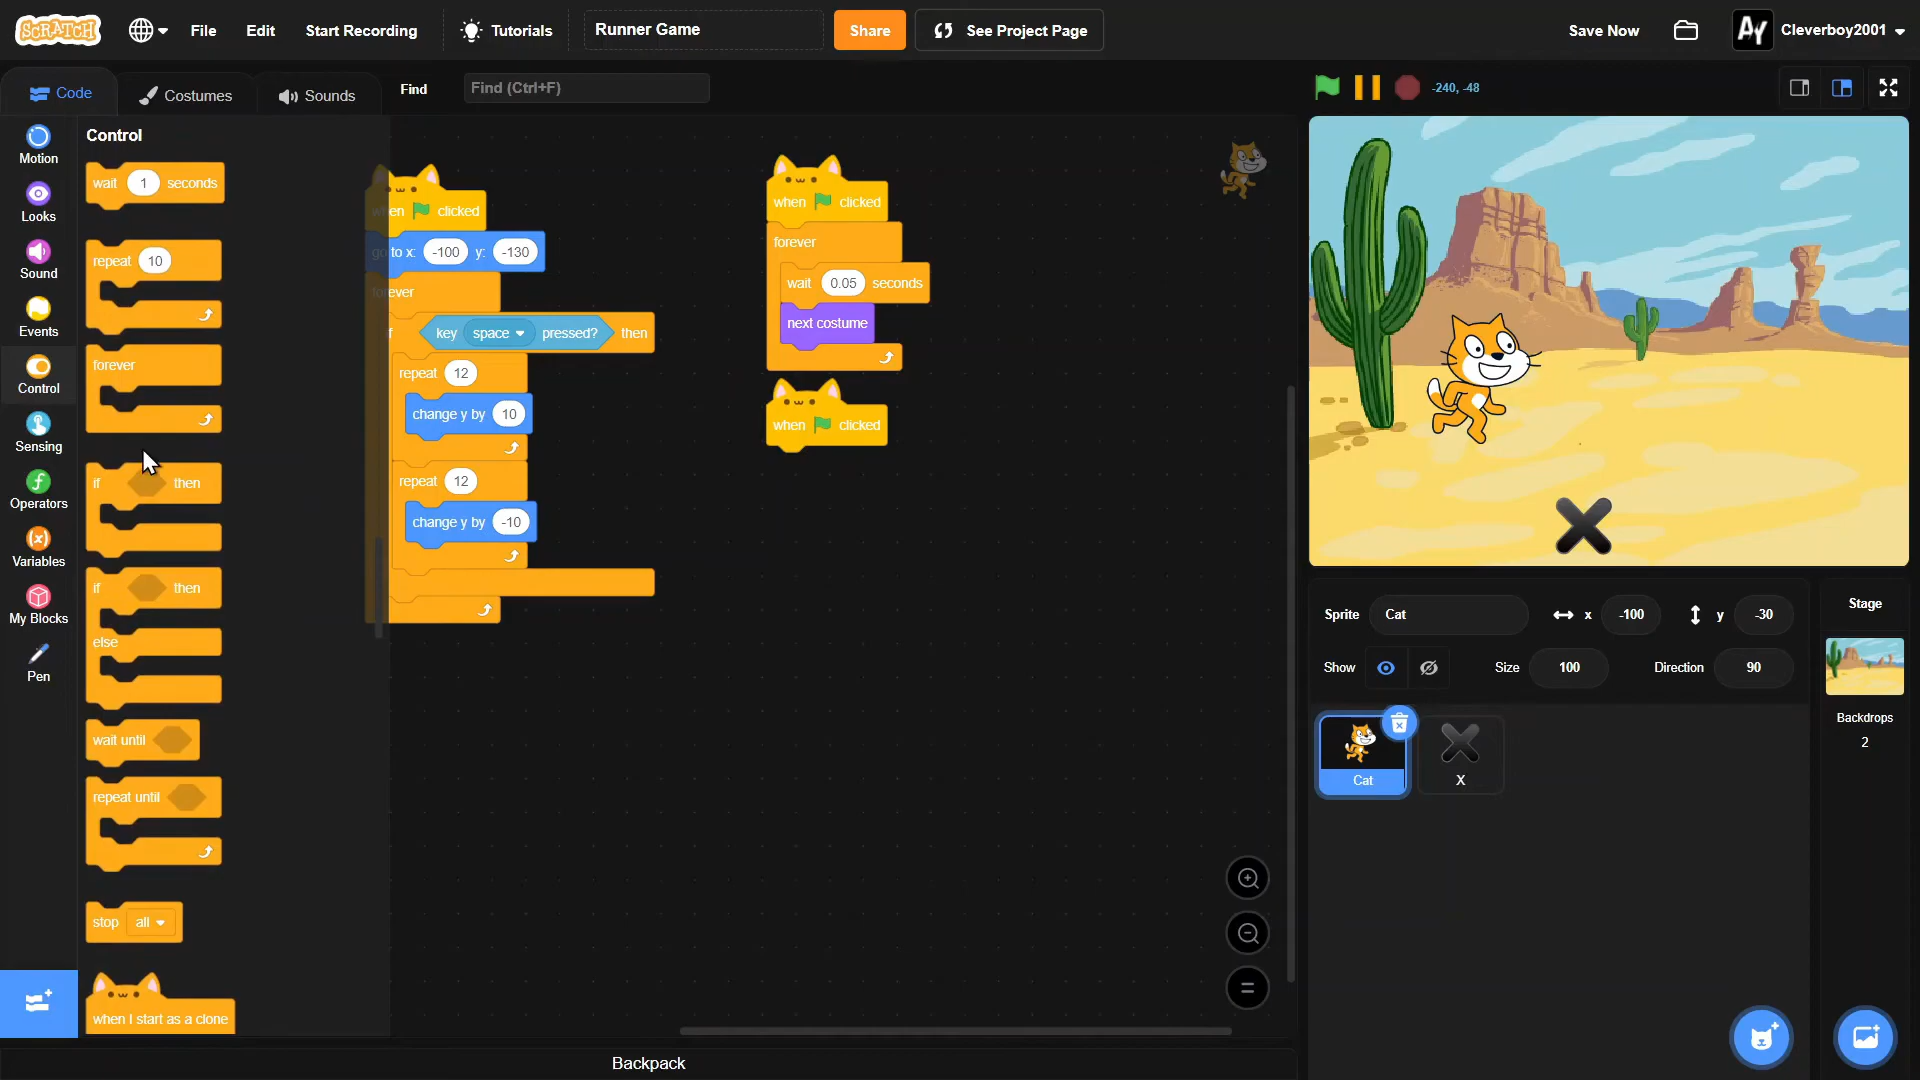 SCRATCH File Edit Start Recording Tutorials Runner Game Share See Project Page Save Now Ay Cleverboy2001
Code Costumes Sounds Find Find (Ctrl+F) -240, -48
Control
Motion
Looks
Sound
Events
Control
Sensing
Operators
Variables
My Blocks
Pen
wait 1 seconds
repeat 10
forever
if then
if then
else
wait until
repeat until
stop all
when I start as a clone
when clicked
go to x: -100 y: -130
forever
if key space pressed? then
repeat 12
change y by 10
repeat 12
change y by -10
when clicked
forever
wait 0.05 seconds
next costume
when clicked
Sprite Cat x -100 y -30
Show Size 100 Direction 90
Cat
X
Stage
Backdrops
2
Backpack